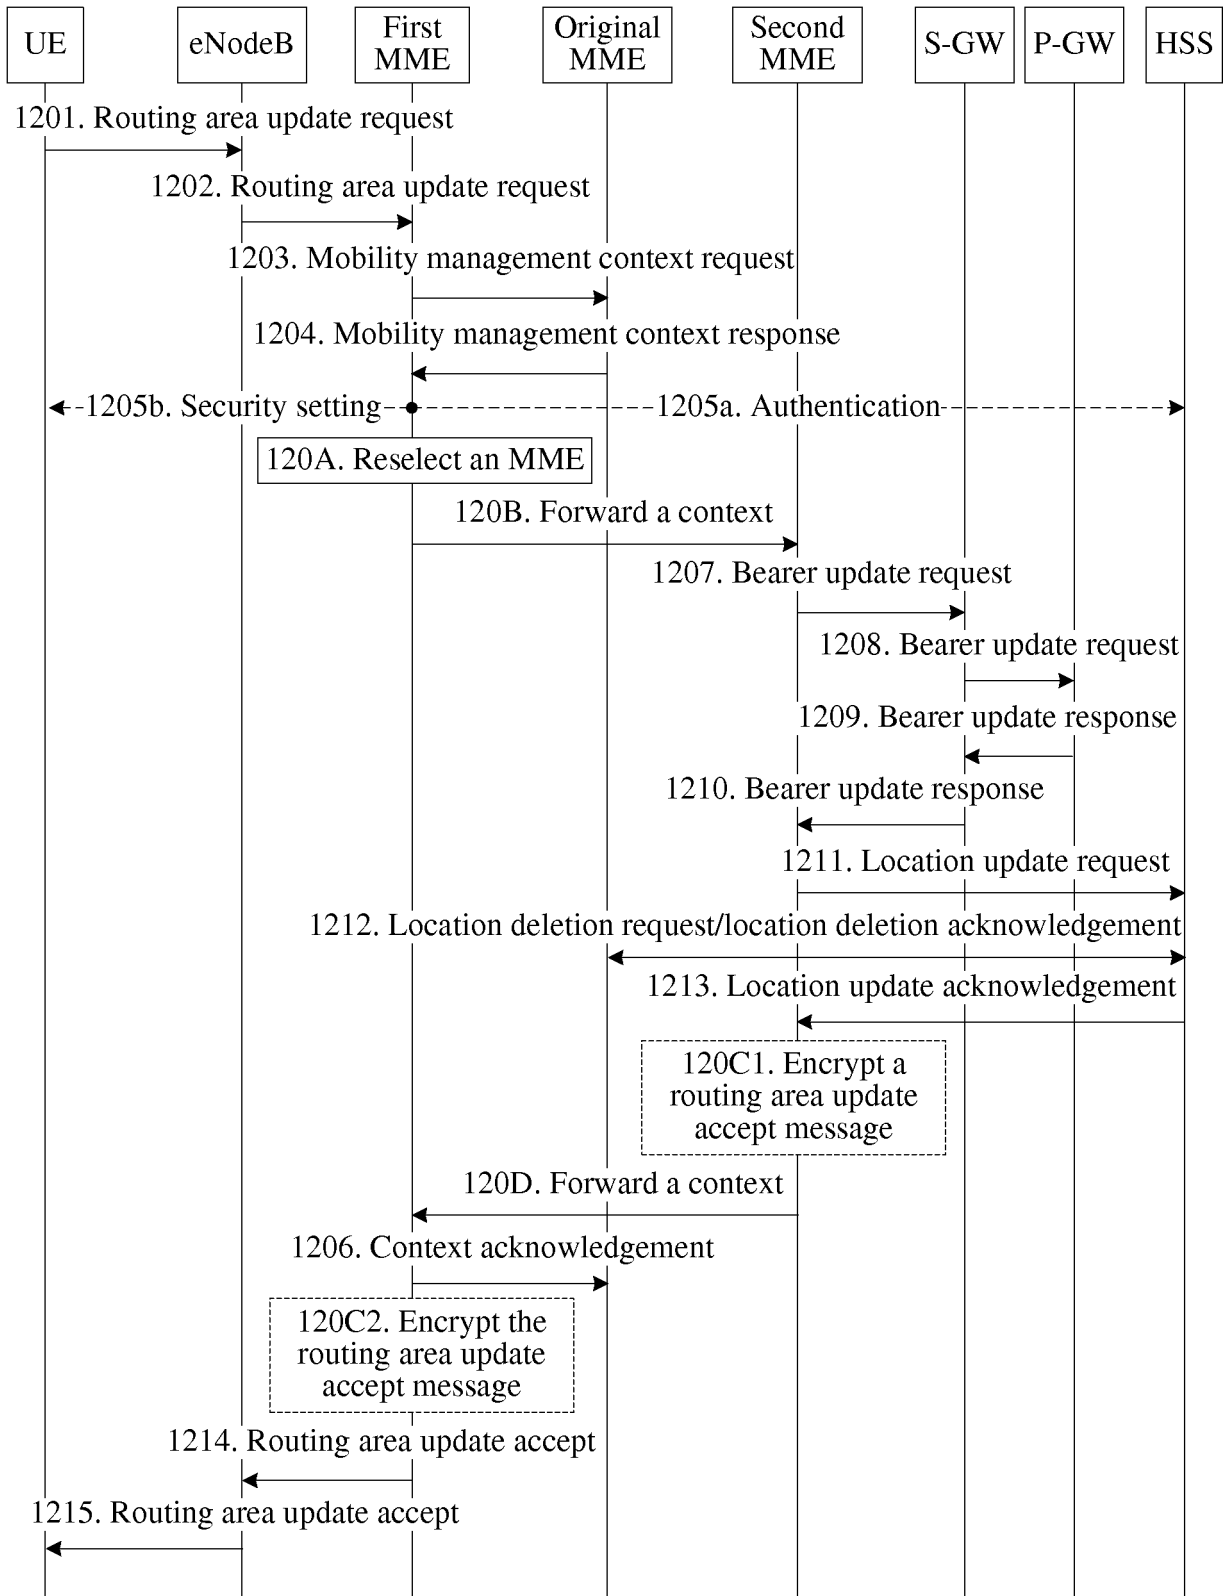 UE
eNodeB
First
MME
Original
MME
Second
MME
S-GW
P-GW
HSS
1201. Routing area update request
1202. Routing area update request
1203. Mobility management context request
1204. Mobility management context response
1205b. Security setting
1205a. Authentication
120A. Reselect an MME
120B. Forward a context
1207. Bearer update request
1208. Bearer update request
1209. Bearer update response
1210. Bearer update response
1211. Location update request
1212. Location deletion request/location deletion acknowledgement
1213. Location update acknowledgement
120C1. Encrypt a
routing area update
accept message
120D. Forward a context
1206. Context acknowledgement
120C2. Encrypt the
routing area update
accept message
1214. Routing area update accept
1215. Routing area update accept